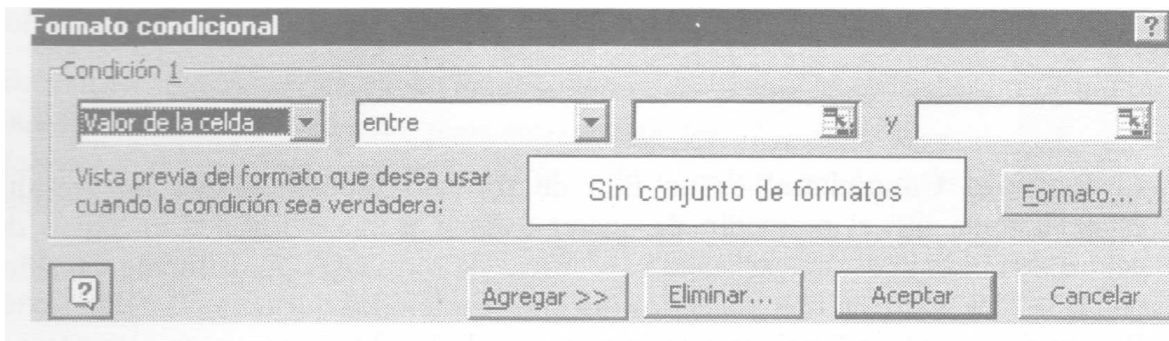 Formato condicional ?
Condición 1
Valor de la celda entre y
Vista previa del formato que desea usar
cuando la condición sea verdadera:
Sin conjunto de formatos
Formato...
? Agregar >> Eliminar... Aceptar Cancelar